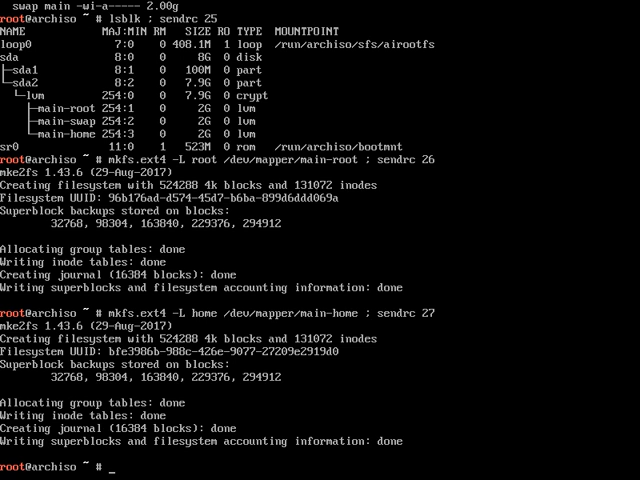 swap main -wi-a----- 2.00g
root@archiso ~ # lsblk ; sendrc 25
NAME MAJ:MIN RM SIZE RO TYPE MOUNTPOINT
loop0 7:0 0 408.1M 1 loop /run/archiso/sfs/airootfs
sda 8:0 0 8G 0 disk
├─sda1 8:1 0 100M 0 part
└─sda2 8:2 0 7.9G 0 part
└─lvm 254:0 0 7.9G 0 crypt
├─main-root 254:1 0 2G 0 lvm
├─main-swap 254:2 0 2G 0 lvm
└─main-home 254:3 0 2G 0 lvm
sr0 11:0 1 523M 0 rom /run/archiso/bootmnt
root@archiso ~ # mkfs.ext4 -L root /dev/mapper/main-root ; sendrc 26
mke2fs 1.43.6 (29-Aug-2017)
Creating filesystem with 524288 4k blocks and 131072 inodes
Filesystem UUID: 96b176ad-d574-45d7-b6ba-899d6ddd069a
Superblock backups stored on blocks:
32768, 98304, 163840, 229376, 294912

Allocating group tables: done
Writing inode tables: done
Creating journal (16384 blocks): done
Writing superblocks and filesystem accounting information: done

root@archiso ~ # mkfs.ext4 -L home /dev/mapper/main-home ; sendrc 27
mke2fs 1.43.6 (29-Aug-2017)
Creating filesystem with 524288 4k blocks and 131072 inodes
Filesystem UUID: bfe3986b-988c-426e-9077-27209e2919d0
Superblock backups stored on blocks:
32768, 98304, 163840, 229376, 294912

Allocating group tables: done
Writing inode tables: done
Creating journal (16384 blocks): done
Writing superblocks and filesystem accounting information: done

root@archiso ~ # _